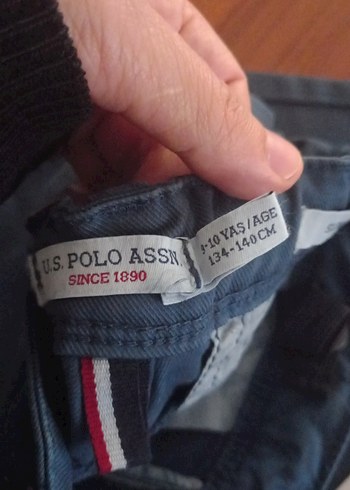 U.S. POLO ASSN
SINCE 1890
9-10 YAŞ/AGE
134-140 CM